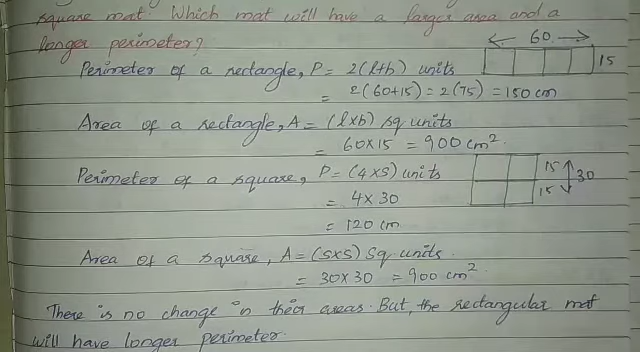 square mat. Which mat will have a larger area and a
longer perimeter?
60
15
Perimeter of a rectangle, P = 2(l+b) units
= 2(60+15) = 2(75) = 150 cm
Area of a rectangle, A = (l×b) sq units
= 60×15 = 900 cm².
Perimeter of a square, P = (4×s) units
= 4×30
= 120 cm
15
15
30
Area of a square, A = (s×s) sq units.
= 30×30 = 900 cm².
There is no change in their areas. But, the rectangular mat
will have longer perimeter.